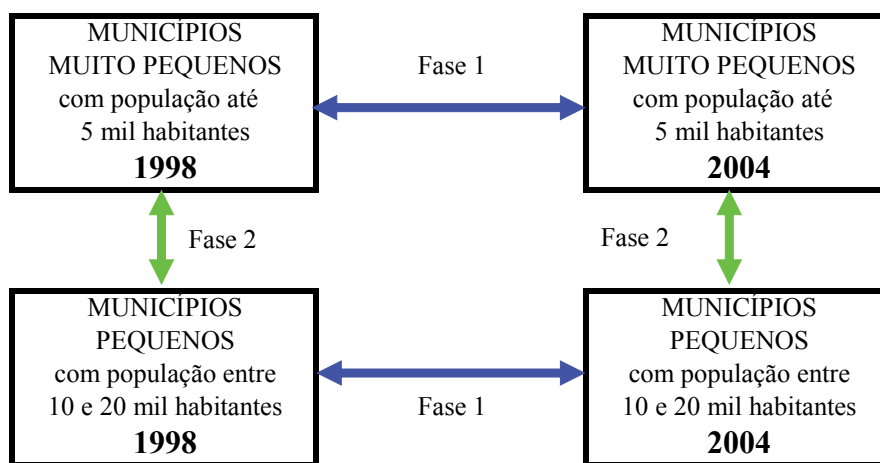 MUNICÍPIOS
MUITO PEQUENOS
com população até
5 mil habitantes
1998
Fase 1
MUNICÍPIOS
MUITO PEQUENOS
com população até
5 mil habitantes
2004
Fase 2
Fase 2
MUNICÍPIOS
PEQUENOS
com população entre
10 e 20 mil habitantes
1998
Fase 1
MUNICÍPIOS
PEQUENOS
com população entre
10 e 20 mil habitantes
2004